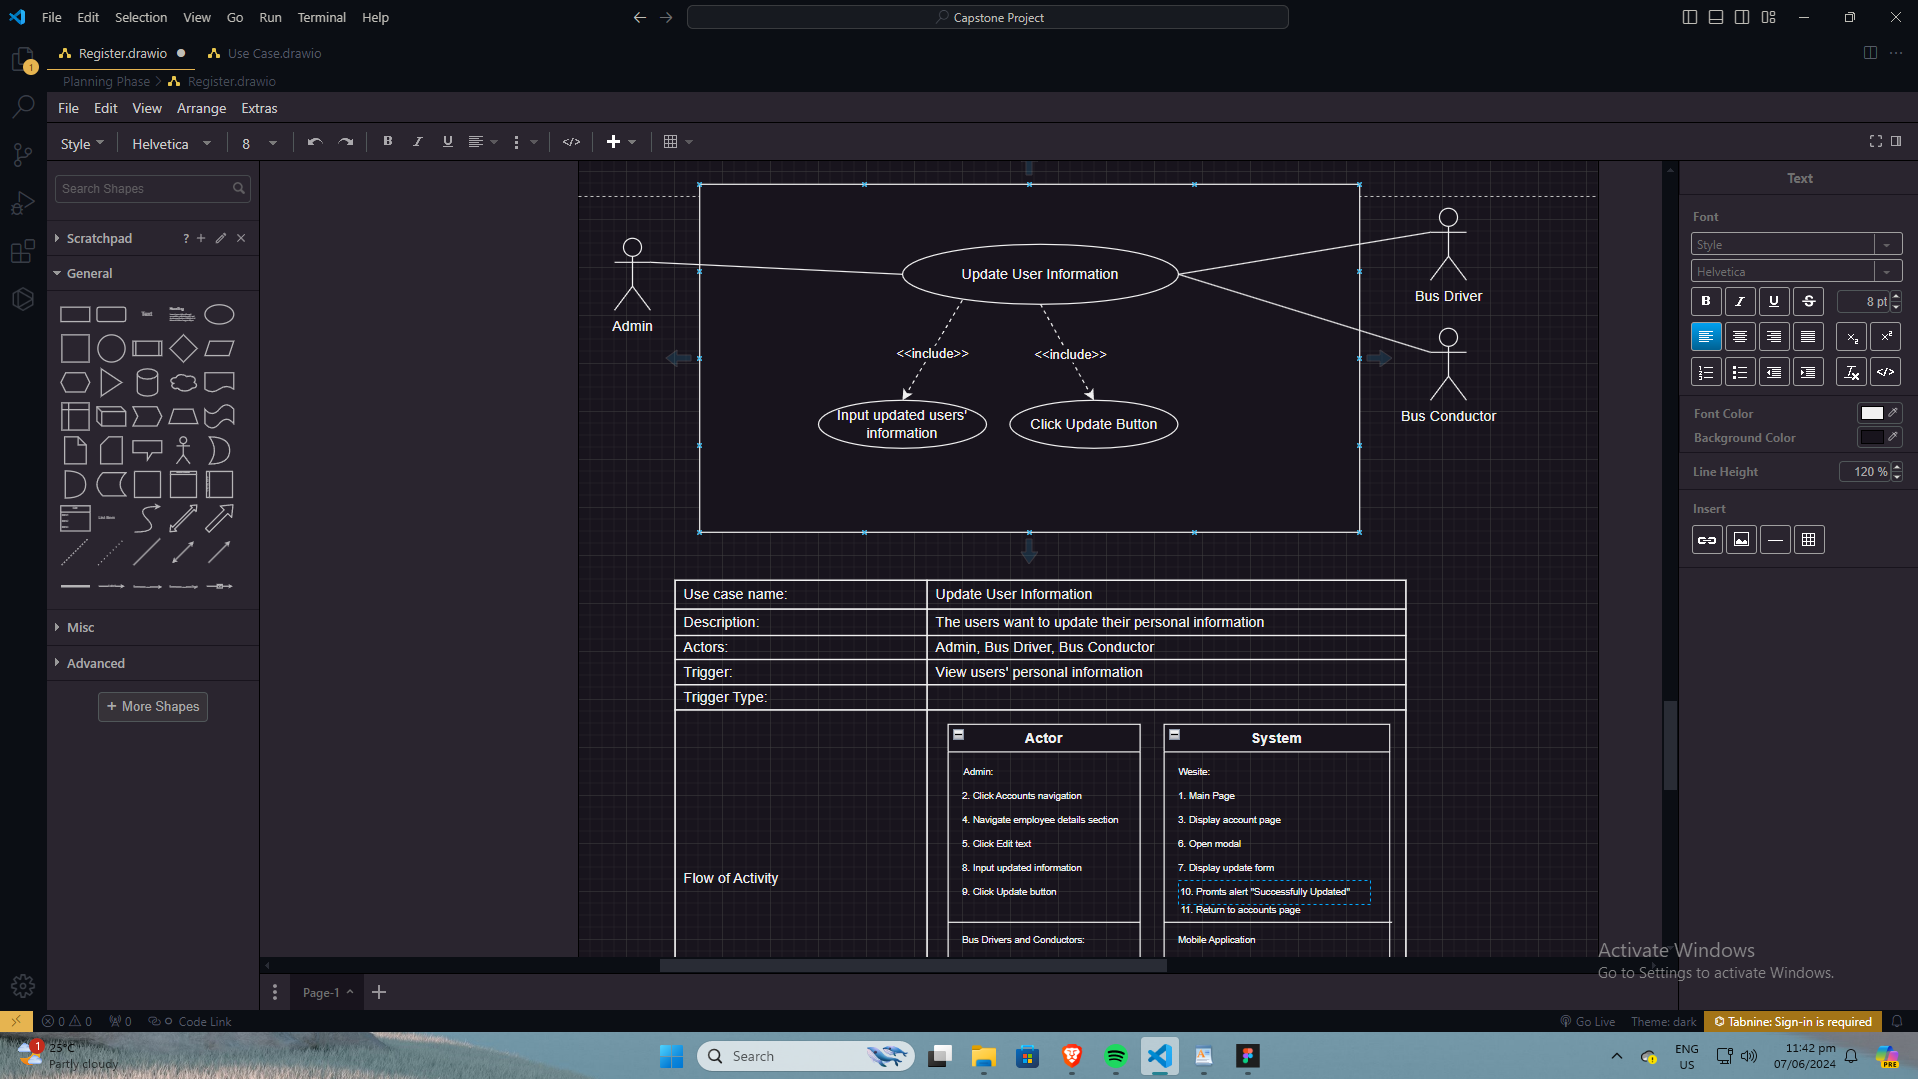 File Edit Selection View Go Run Terminal Help
Capstone Project
Register.drawio
Use Case.drawio
1
Planning Phase
Register.drawio
File Edit View Arrange Extras
Style
Helvetica
8
B I U
</>
Search Shapes
Scratchpad
?
General
Text
Heading
List Item
Misc
Advanced
+ More Shapes
Update User Information
Admin
Bus Driver
<<include>>
<<include>>
Input updated users'
information
Click Update Button
Bus Conductor
Use case name:
Update User Information
Description:
The users want to update their personal information
Actors:
Admin, Bus Driver, Bus Conductor
Trigger:
View users' personal information
Trigger Type:
Flow of Activity
Actor
System
Admin:
2. Click Accounts navigation
4. Navigate employee details section
5. Click Edit text
8. Input updated information
9. Click Update button
Bus Drivers and Conductors:
Wesite:
1. Main Page
3. Display account page
6. Open modal
7. Display update form
10. Promts alert "Successfully Updated"
11. Return to accounts page
Mobile Application
Text
Font
Style
Helvetica
B I U S
8 pt
Font Color
Background Color
Line Height
120 %
Insert
Activate Windows
Go to Settings to activate Windows.
Page-1
0 0
0
Code Link
Go Live
Theme: dark
Tabnine: Sign-in is required
1
25°C
Partly cloudy
Search
ENG
US
11:42 pm
07/06/2024
PRE